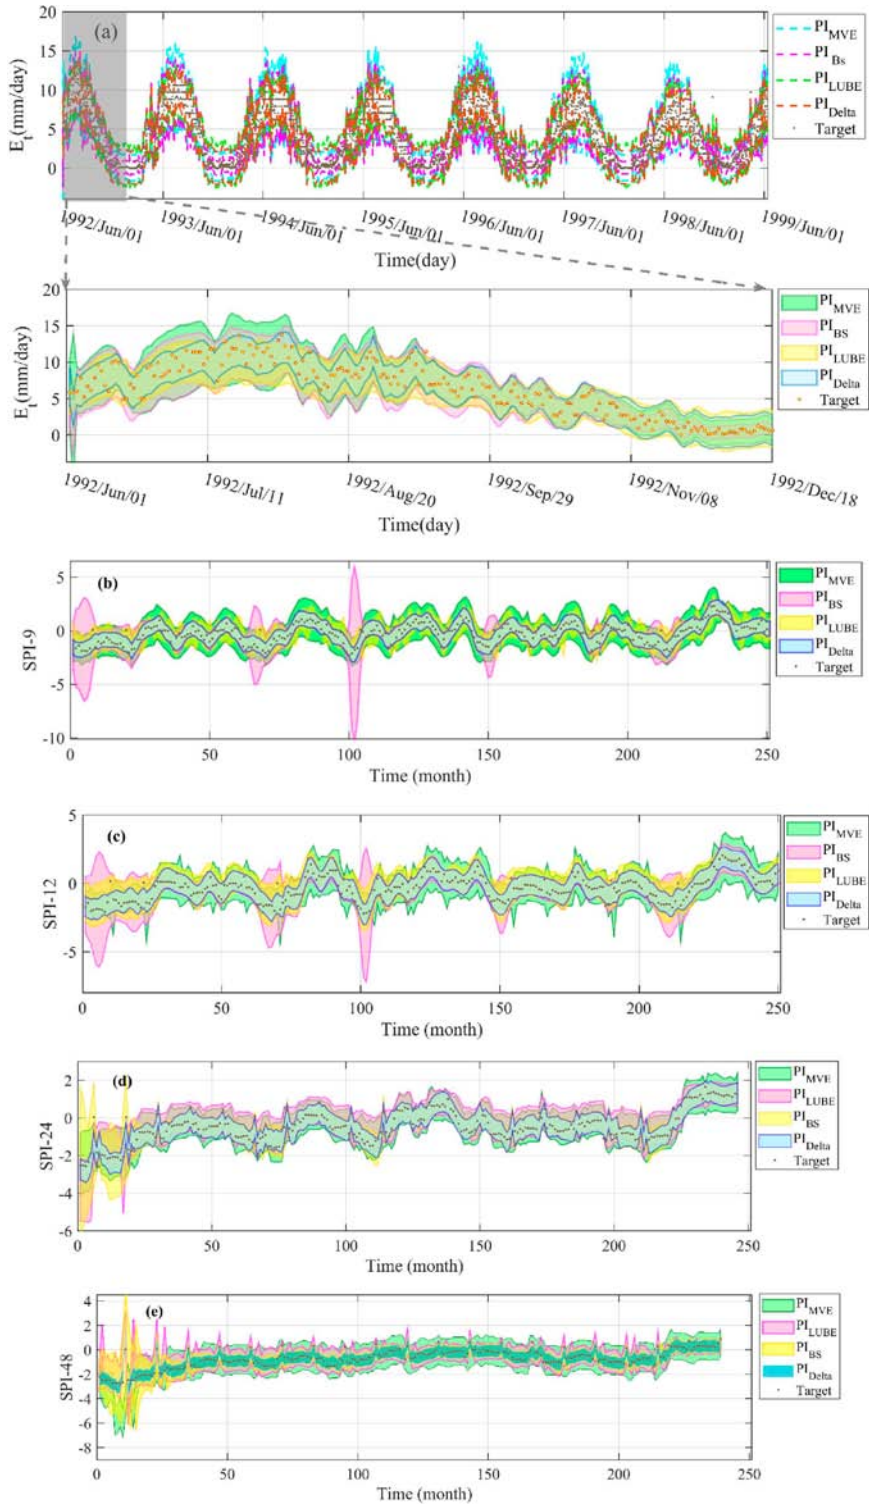 (a)
20
15
10
5
0
E_t(mm/day)
1992/Jun/01
1993/Jun/01
1994/Jun/01
1995/Jun/01
1996/Jun/01
1997/Jun/01
1998/Jun/01
1999/Jun/01
Time(day)
PI_MVE
PI_Bs
PI_LUBE
PI_Delta
Target
20
15
10
5
0
E_t(mm/day)
1992/Jun/01
1992/Jul/11
1992/Aug/20
1992/Sep/29
1992/Nov/08
1992/Dec/18
Time(day)
PI_MVE
PI_BS
PI_LUBE
PI_Delta
Target
(b)
5
0
-5
-10
SPI-9
0 50 100 150 200 250
Time (month)
PI_MVE
PI_BS
PI_LUBE
PI_Delta
Target
(c)
5
0
-5
SPI-12
0 50 100 150 200 250
Time (month)
PI_MVE
PI_BS
PI_LUBE
PI_Delta
Target
(d)
2
0
-2
-4
-6
SPI-24
0 50 100 150 200 250
Time (month)
PI_MVE
PI_LUBE
PI_BS
PI_Delta
Target
(e)
4
2
0
-2
-4
-6
-8
SPI-48
0 50 100 150 200 250
Time (month)
PI_MVE
PI_LUBE
PI_BS
PI_Delta
Target